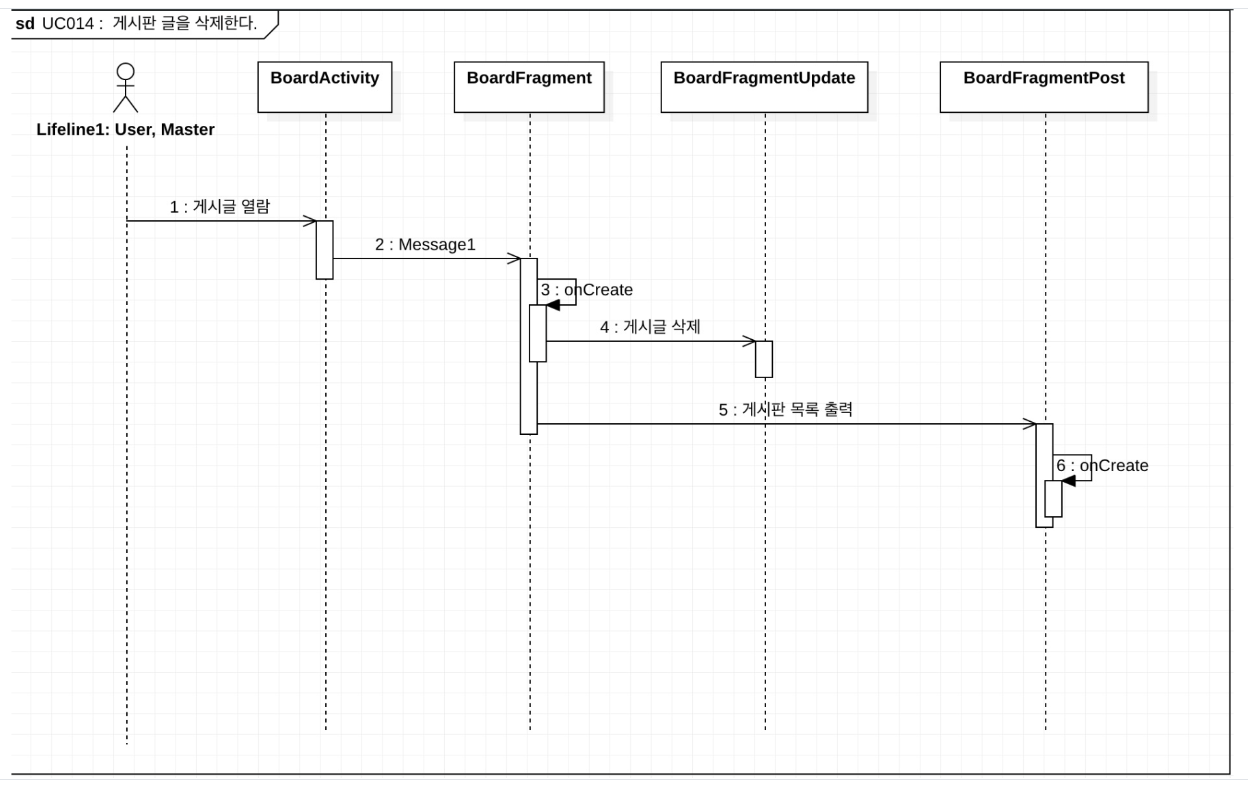 sd UC014 : 게시판 글을 삭제한다.
BoardActivity
BoardFragment
BoardFragmentUpdate
BoardFragmentPost
Lifeline1: User, Master
1 : 게시글 열람
2 : Message1
3 : onCreate
4 : 게시글 삭제
5 : 게시판 목록 출력
6 : onCreate